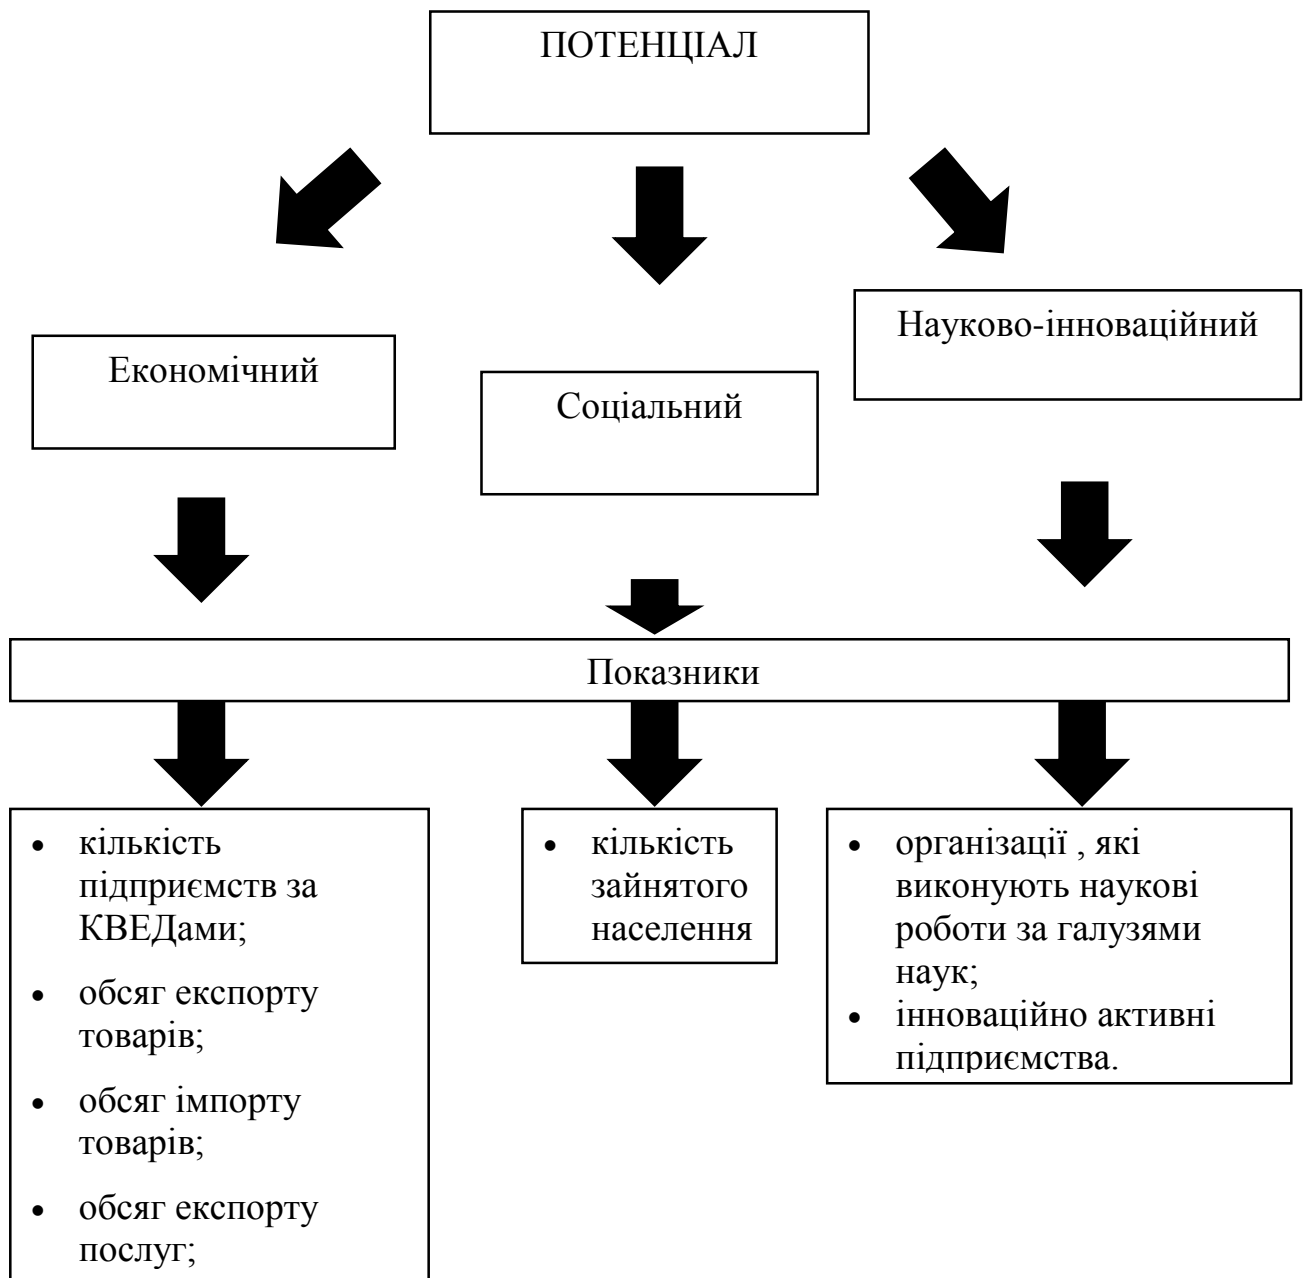 ПОТЕНЦІАЛ
Економічний
Соціальний
Науково-інноваційний
Показники
• кількість
підприємств за
КВЕДами;
• обсяг експорту
товарів;
• обсяг імпорту
товарів;
• обсяг експорту
послуг;
• кількість
зайнятого
населення
• організації , які
виконують наукові
роботи за галузями
наук;
• інноваційно активні
підприємства.